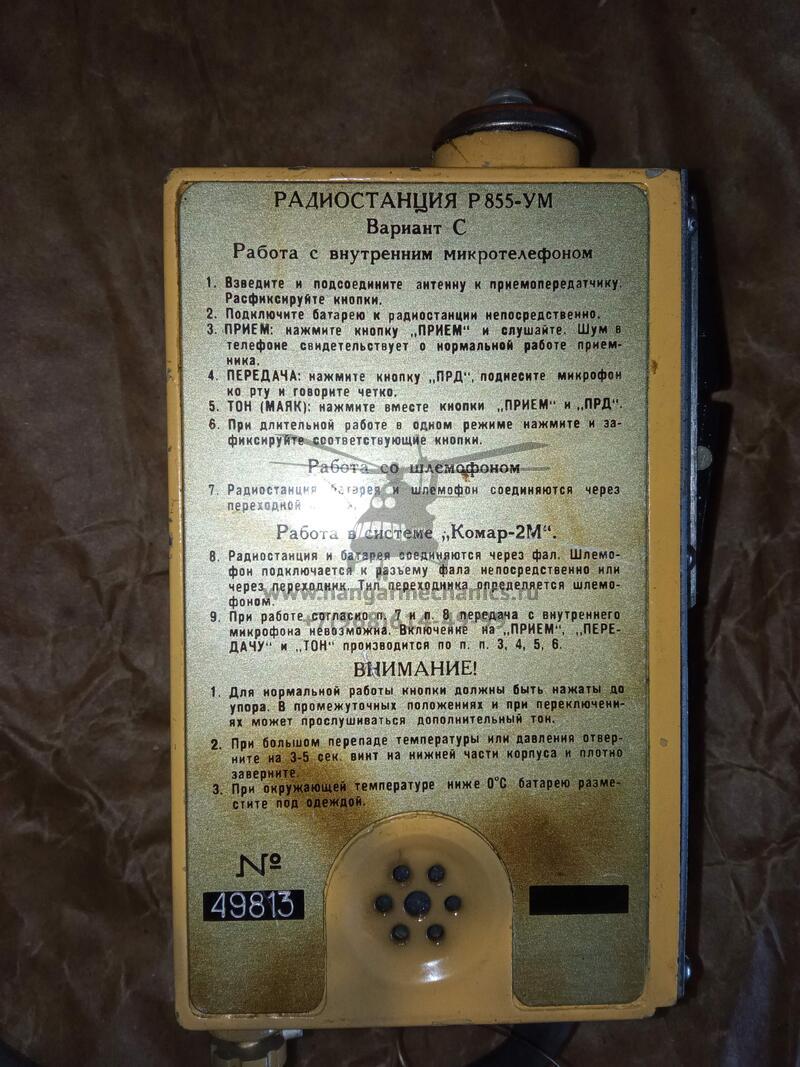 РАДИОСТАНЦИЯ Р855-УМ
Вариант С
Работа с внутренним микротелефоном
1. Взведите и подсоедините антенну к приемопередатчику.
Расфиксируйте кнопки.
2. Подключите батарею к радиостанции непосредственно.
3. ПРИЕМ: нажмите кнопку „ПРИЕМ“ и слушайте. Шум в
телефоне свидетельствует о нормальной работе прием-
ника.
4. ПЕРЕДАЧА: нажмите кнопку „ПРД“, поднесите микрофон
ко рту и говорите четко.
5. ТОН (МАЯК): нажмите вместе кнопки „ПРИЕМ“ и „ПРД“.
6. При длительной работе в одном режиме нажмите и за-
фиксируйте соответствующие кнопки.
Работа со шлемофоном
7. Радиостанция батарея и шлемофон соединяются через
переходной
Работа в системе „Комар-2М“.
8. Радиостанция и батарея соединяются через фал. Шлемо-
фон подключается к разъему фала непосредственно или
через переходник. Тип переходника определяется шлемо-
фоном.
www.hangarmechanics.ru
9. При работе согласно п. 7 и п. 8 передача с внутреннего
микрофона невозможна. Включение на „ПРИЕМ“, „ПЕРЕ-
ДАЧУ“ и „ТОН“ производится по п. п. 3, 4, 5, 6.
ВНИМАНИЕ!
1. Для нормальной работы кнопки должны быть нажаты до
упора. В промежуточных положениях и при переключени-
ях может прослушиваться дополнительный тон.
2. При большом перепаде температуры или давления отвер-
ните на 3-5 сек. винт на нижней части корпуса и плотно
заверните.
3. При окружающей температуре ниже 0°С батарею разме-
стите под одеждой.
№
49813